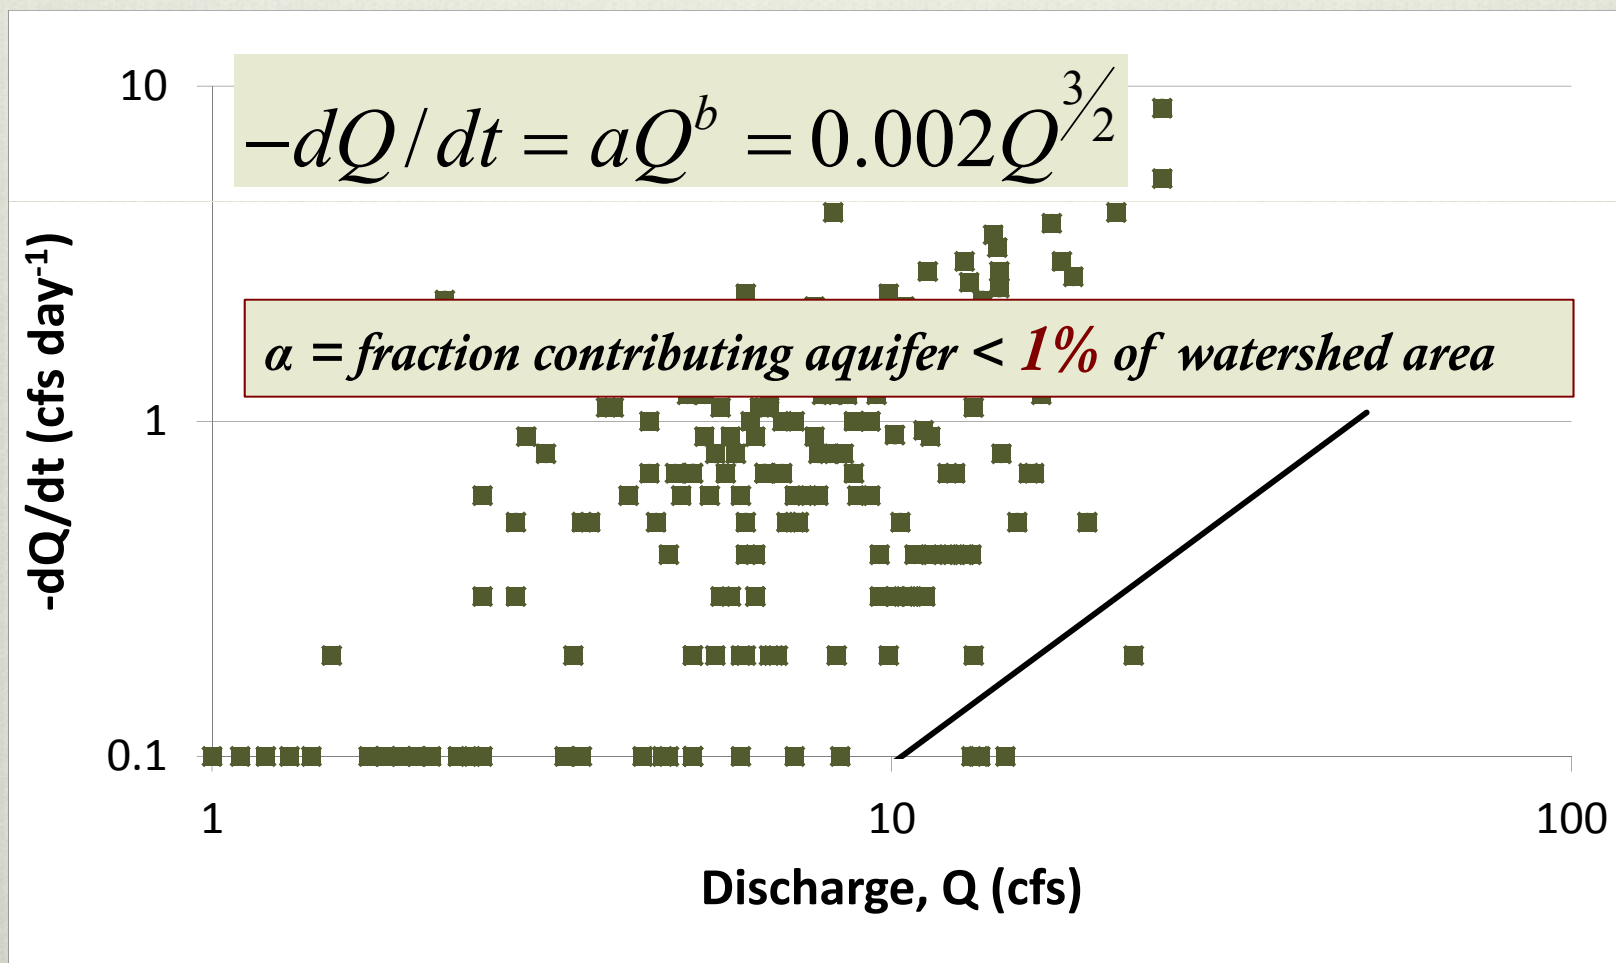 10
-dQ/dt = aQ^b = 0.002Q^3/2
α = fraction contributing aquifer < 1% of watershed area
1
0.1
-dQ/dt (cfs day-1)
1 10 100
Discharge, Q (cfs)